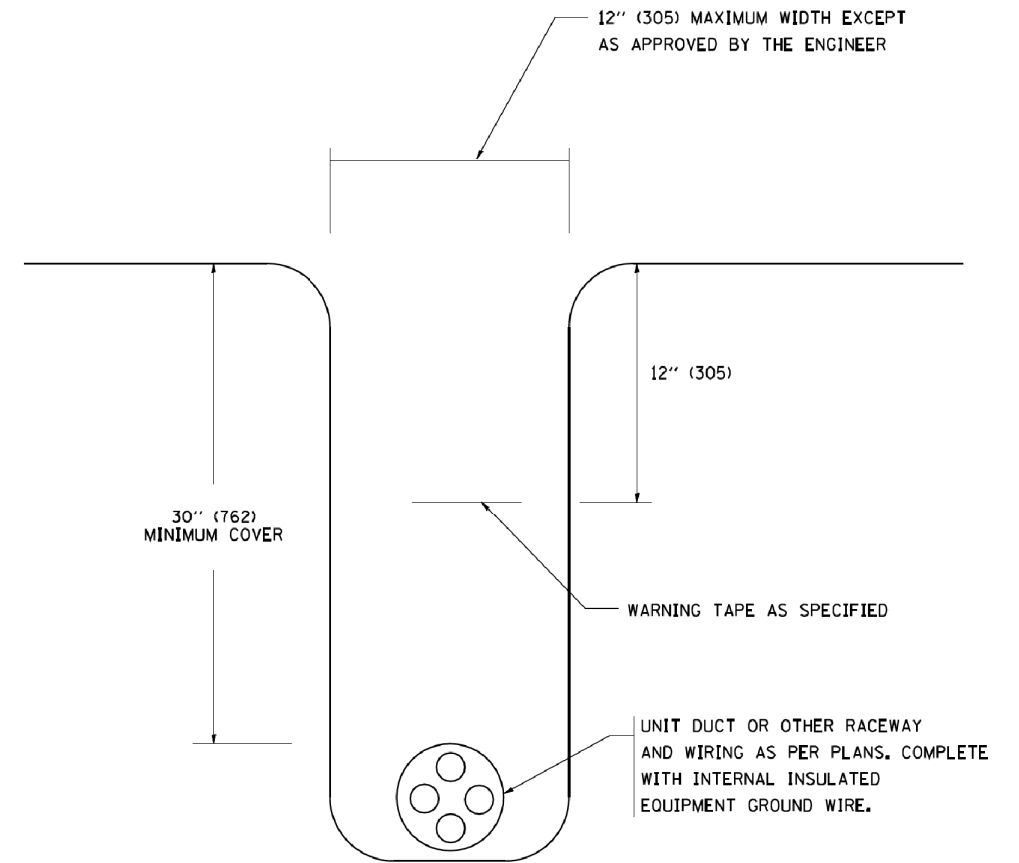 12'' (305) MAXIMUM WIDTH EXCEPT
AS APPROVED BY THE ENGINEER
12'' (305)
30'' (762)
MINIMUM COVER
WARNING TAPE AS SPECIFIED
UNIT DUCT OR OTHER RACEWAY
AND WIRING AS PER PLANS. COMPLETE
WITH INTERNAL INSULATED
EQUIPMENT GROUND WIRE.